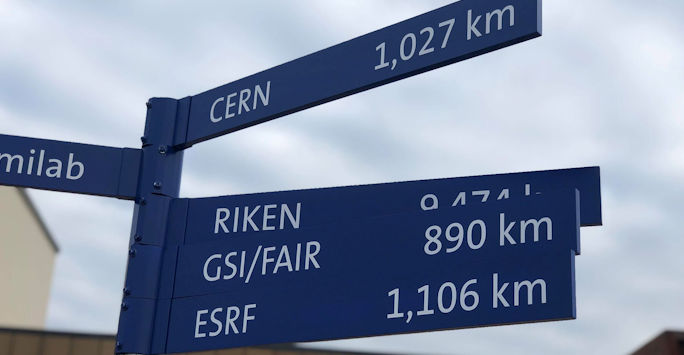 CERN 1,027 km
milab
RIKEN
GSI/FAIR 890 km
ESRF 1,106 km